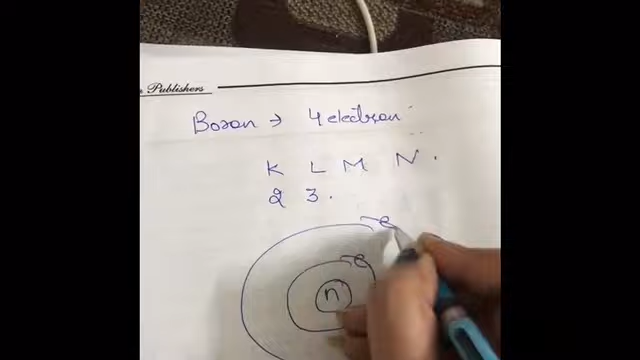 Publishers
Boron → 4 electron
K L M N.
2 3.
e
e
n